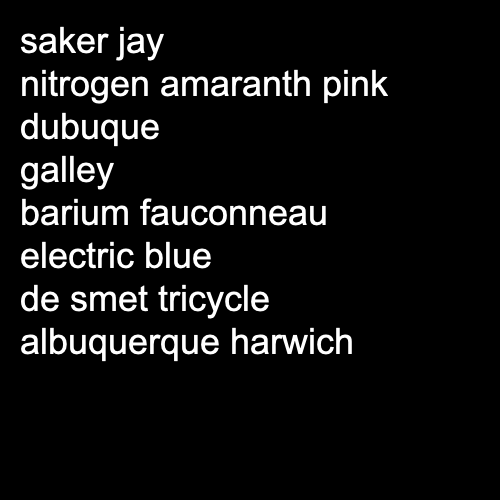 saker jay
nitrogen amaranth pink
dubuque
galley
barium fauconneau
electric blue
de smet tricycle
albuquerque harwich